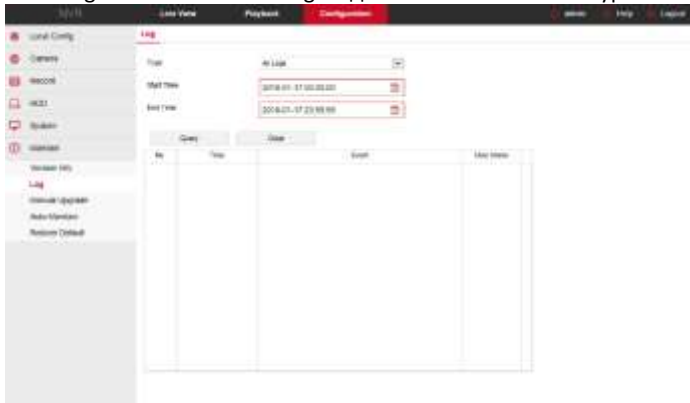 NVR
Live View
Playback
Configuration
admin
Help
Logout
Local Config
Camera
Record
HDD
System
Maintain
Version Info
Log
Manual Upgrade
Auto Maintain
Restore Default
Log
Type
All Logs
Start Time
End Time
Query
Clear
No
Time
Event
User Name